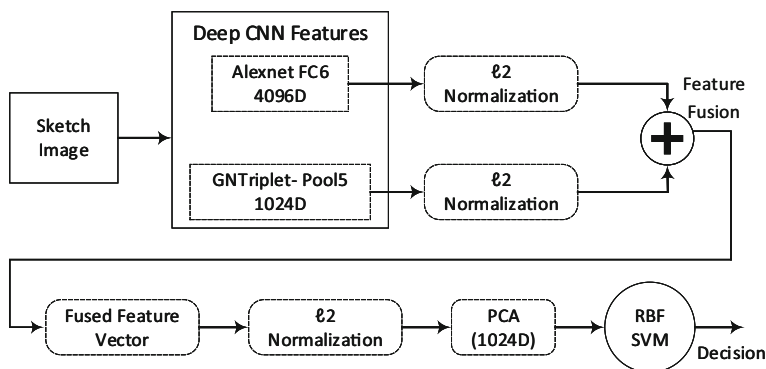 Deep CNN Features
Alexnet FC6
4096D
ℓ2
Normalization
Feature
Fusion
Sketch
Image
GNTriplet- Pool5
1024D
ℓ2
Normalization
Fused Feature
Vector
ℓ2
Normalization
PCA
(1024D)
RBF
SVM
Decision